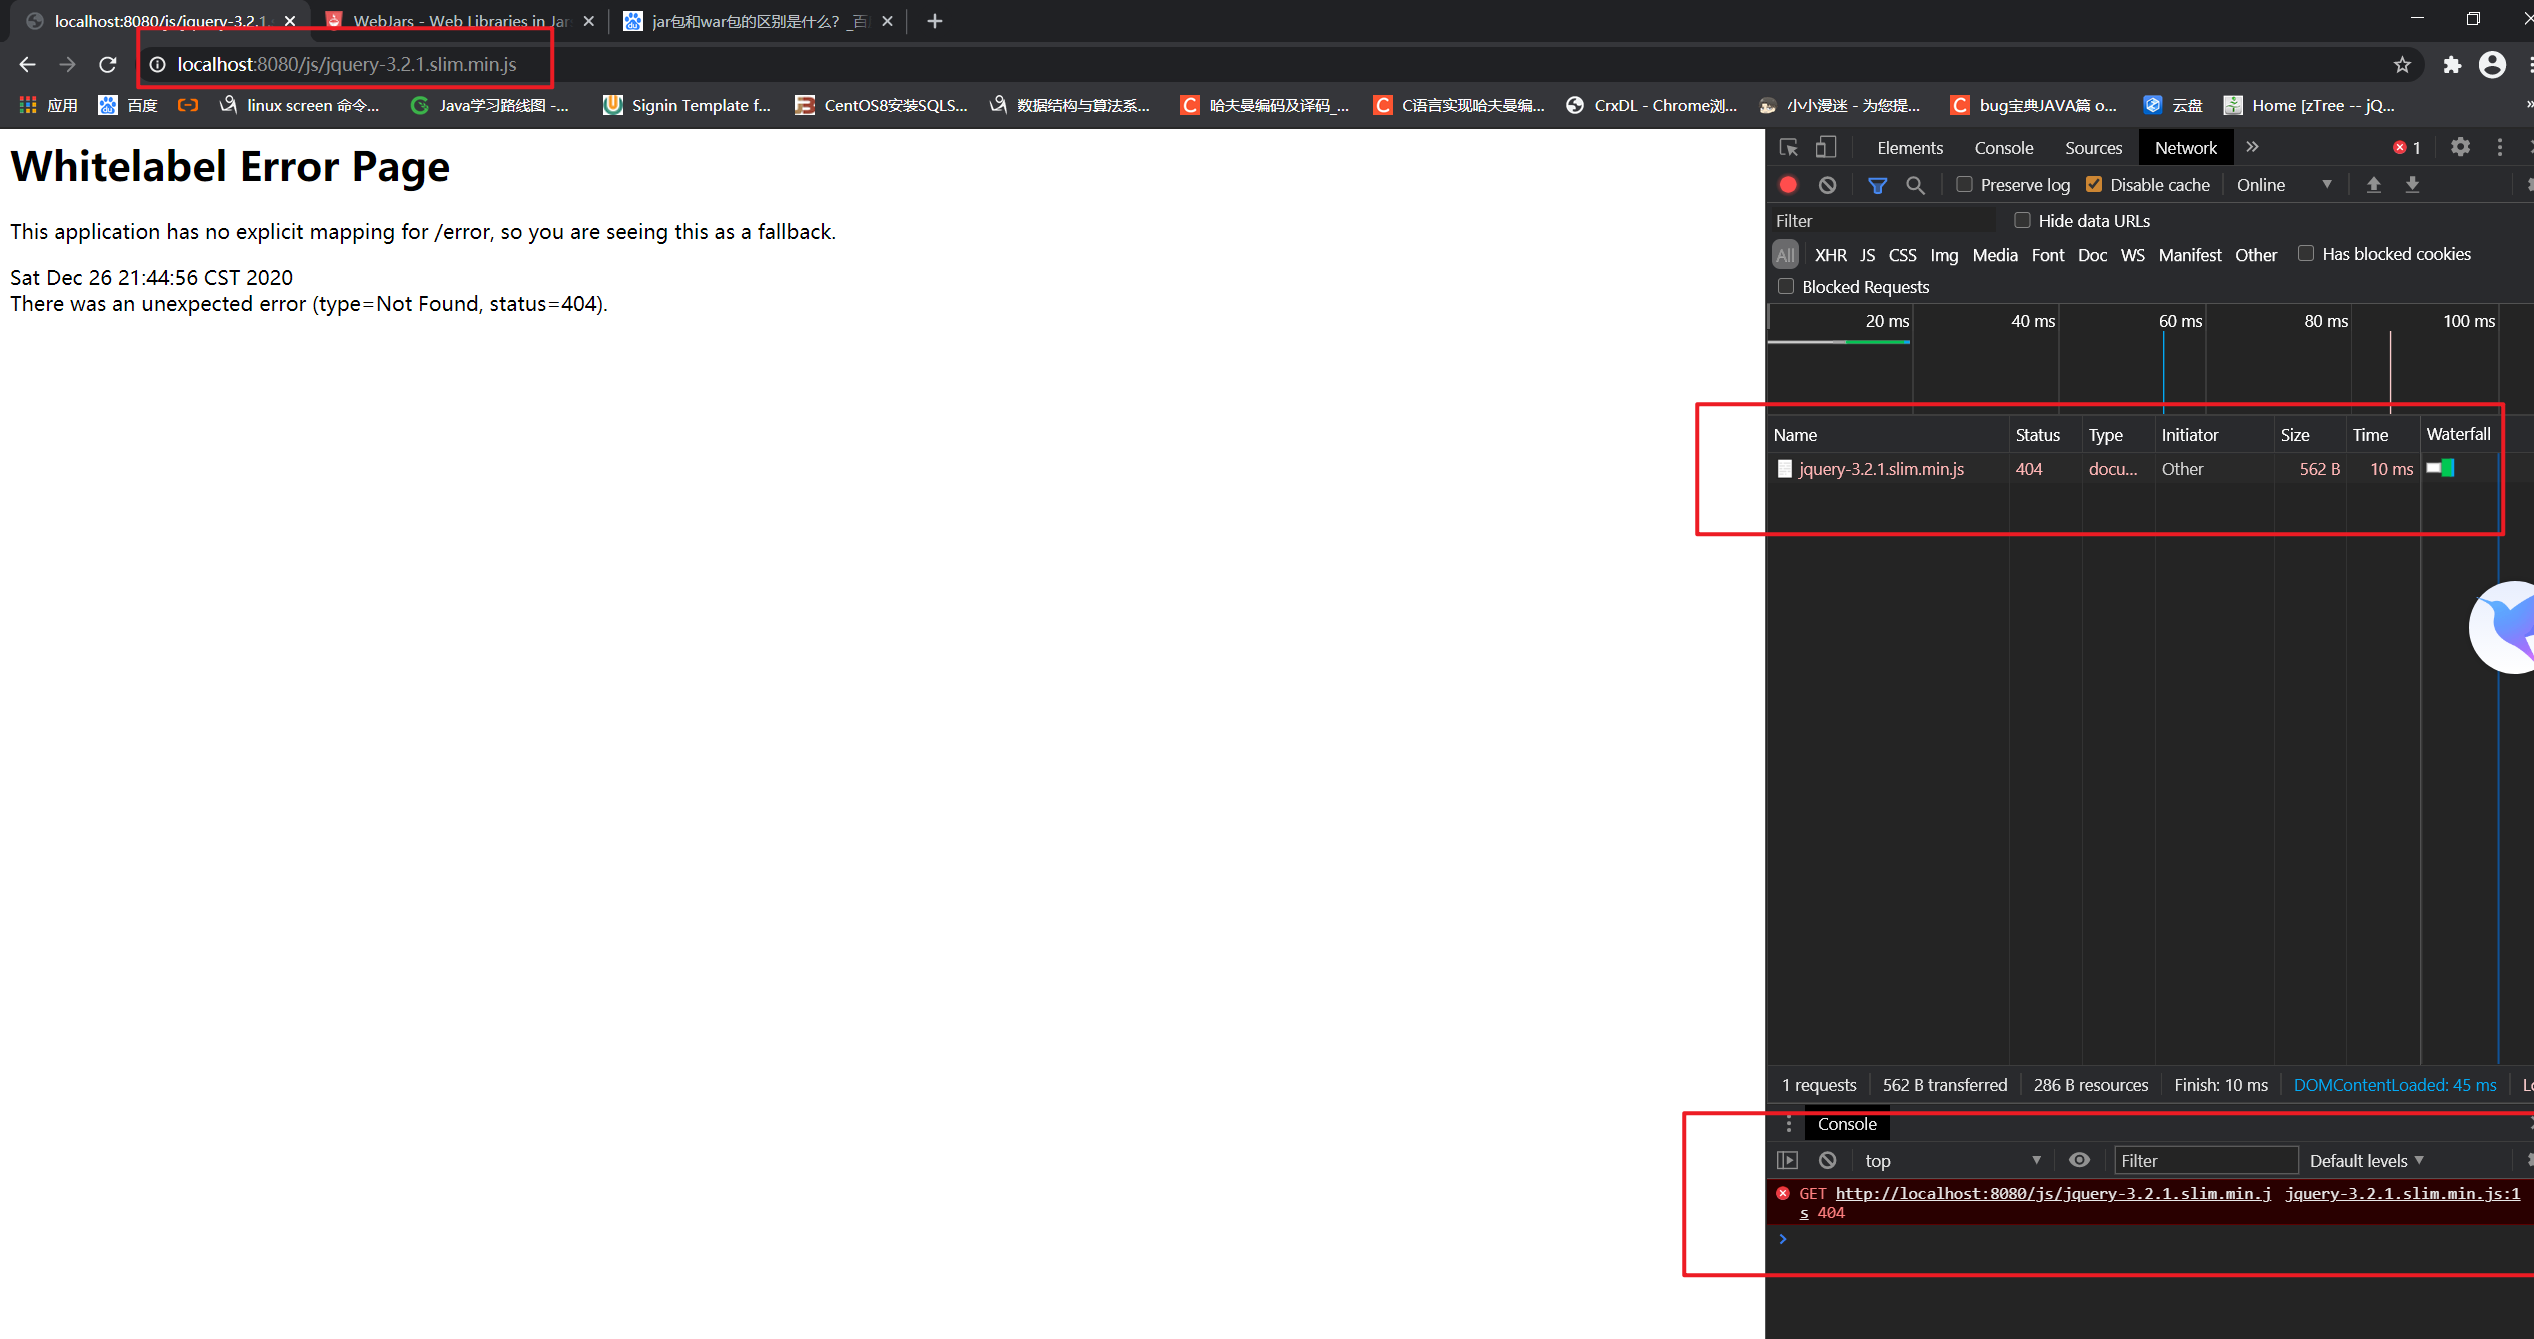 localhost:8080/js/jquery-3.2.1.
WebJars - Web Libraries in Jar
jar包和war包的区别是什么? _百
localhost:8080/js/jquery-3.2.1.slim.min.js
应用 百度 linux screen 命令... Java学习路线图 -... Signin Template f... CentOS8安装SQLS... 数据结构与算法系... 哈夫曼编码及译码_... C语言实现哈夫曼编... CrxDL - Chrome浏... 小小漫迷 - 为您提... bug宝典JAVA篇 o... 云盘 Home [zTree -- jQ... »
Whitelabel Error Page
This application has no explicit mapping for /error, so you are seeing this as a fallback.
Sat Dec 26 21:44:56 CST 2020
There was an unexpected error (type=Not Found, status=404).
Elements Console Sources Network » 1
Preserve log Disable cache Online
Filter Hide data URLs
All XHR JS CSS Img Media Font Doc WS Manifest Other Has blocked cookies
Blocked Requests
20 ms 40 ms 60 ms 80 ms 100 ms
Name Status Type Initiator Size Time Waterfall
jquery-3.2.1.slim.min.js 404 docu... Other 562 B 10 ms
1 requests 562 B transferred 286 B resources Finish: 10 ms DOMContentLoaded: 45 ms
Console
top Filter Default levels
GET http://localhost:8080/js/jquery-3.2.1.slim.min.j jquery-3.2.1.slim.min.js:1
s 404